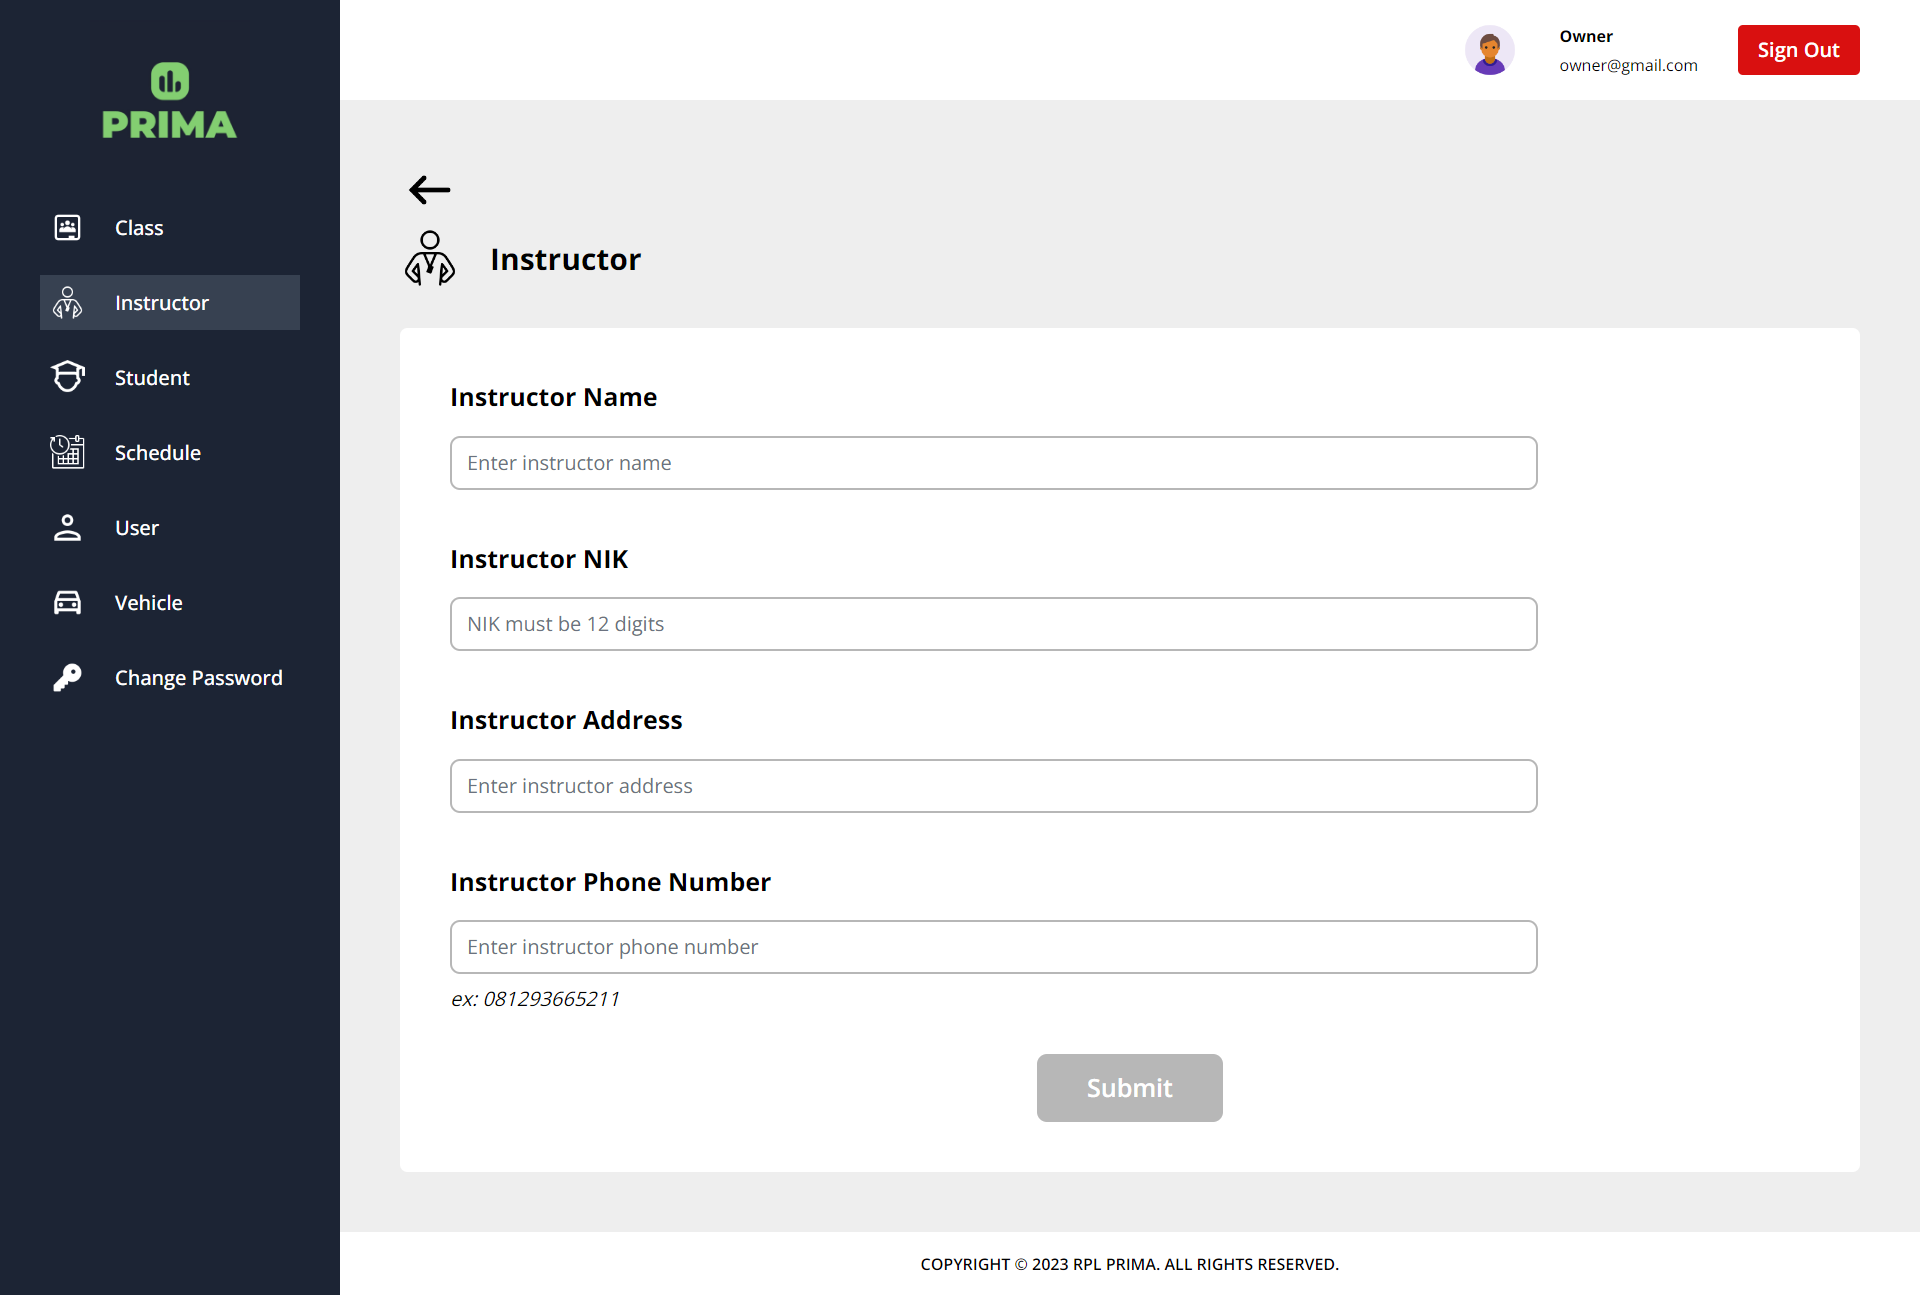 PRIMA
Class
Instructor
Student
Schedule
User
Vehicle
Change Password
Owner
owner@gmail.com
Sign Out
Instructor
Instructor Name
Enter instructor name
Instructor NIK
NIK must be 12 digits
Instructor Address
Enter instructor address
Instructor Phone Number
Enter instructor phone number
ex: 081293665211
Submit
COPYRIGHT © 2023 RPL PRIMA. ALL RIGHTS RESERVED.